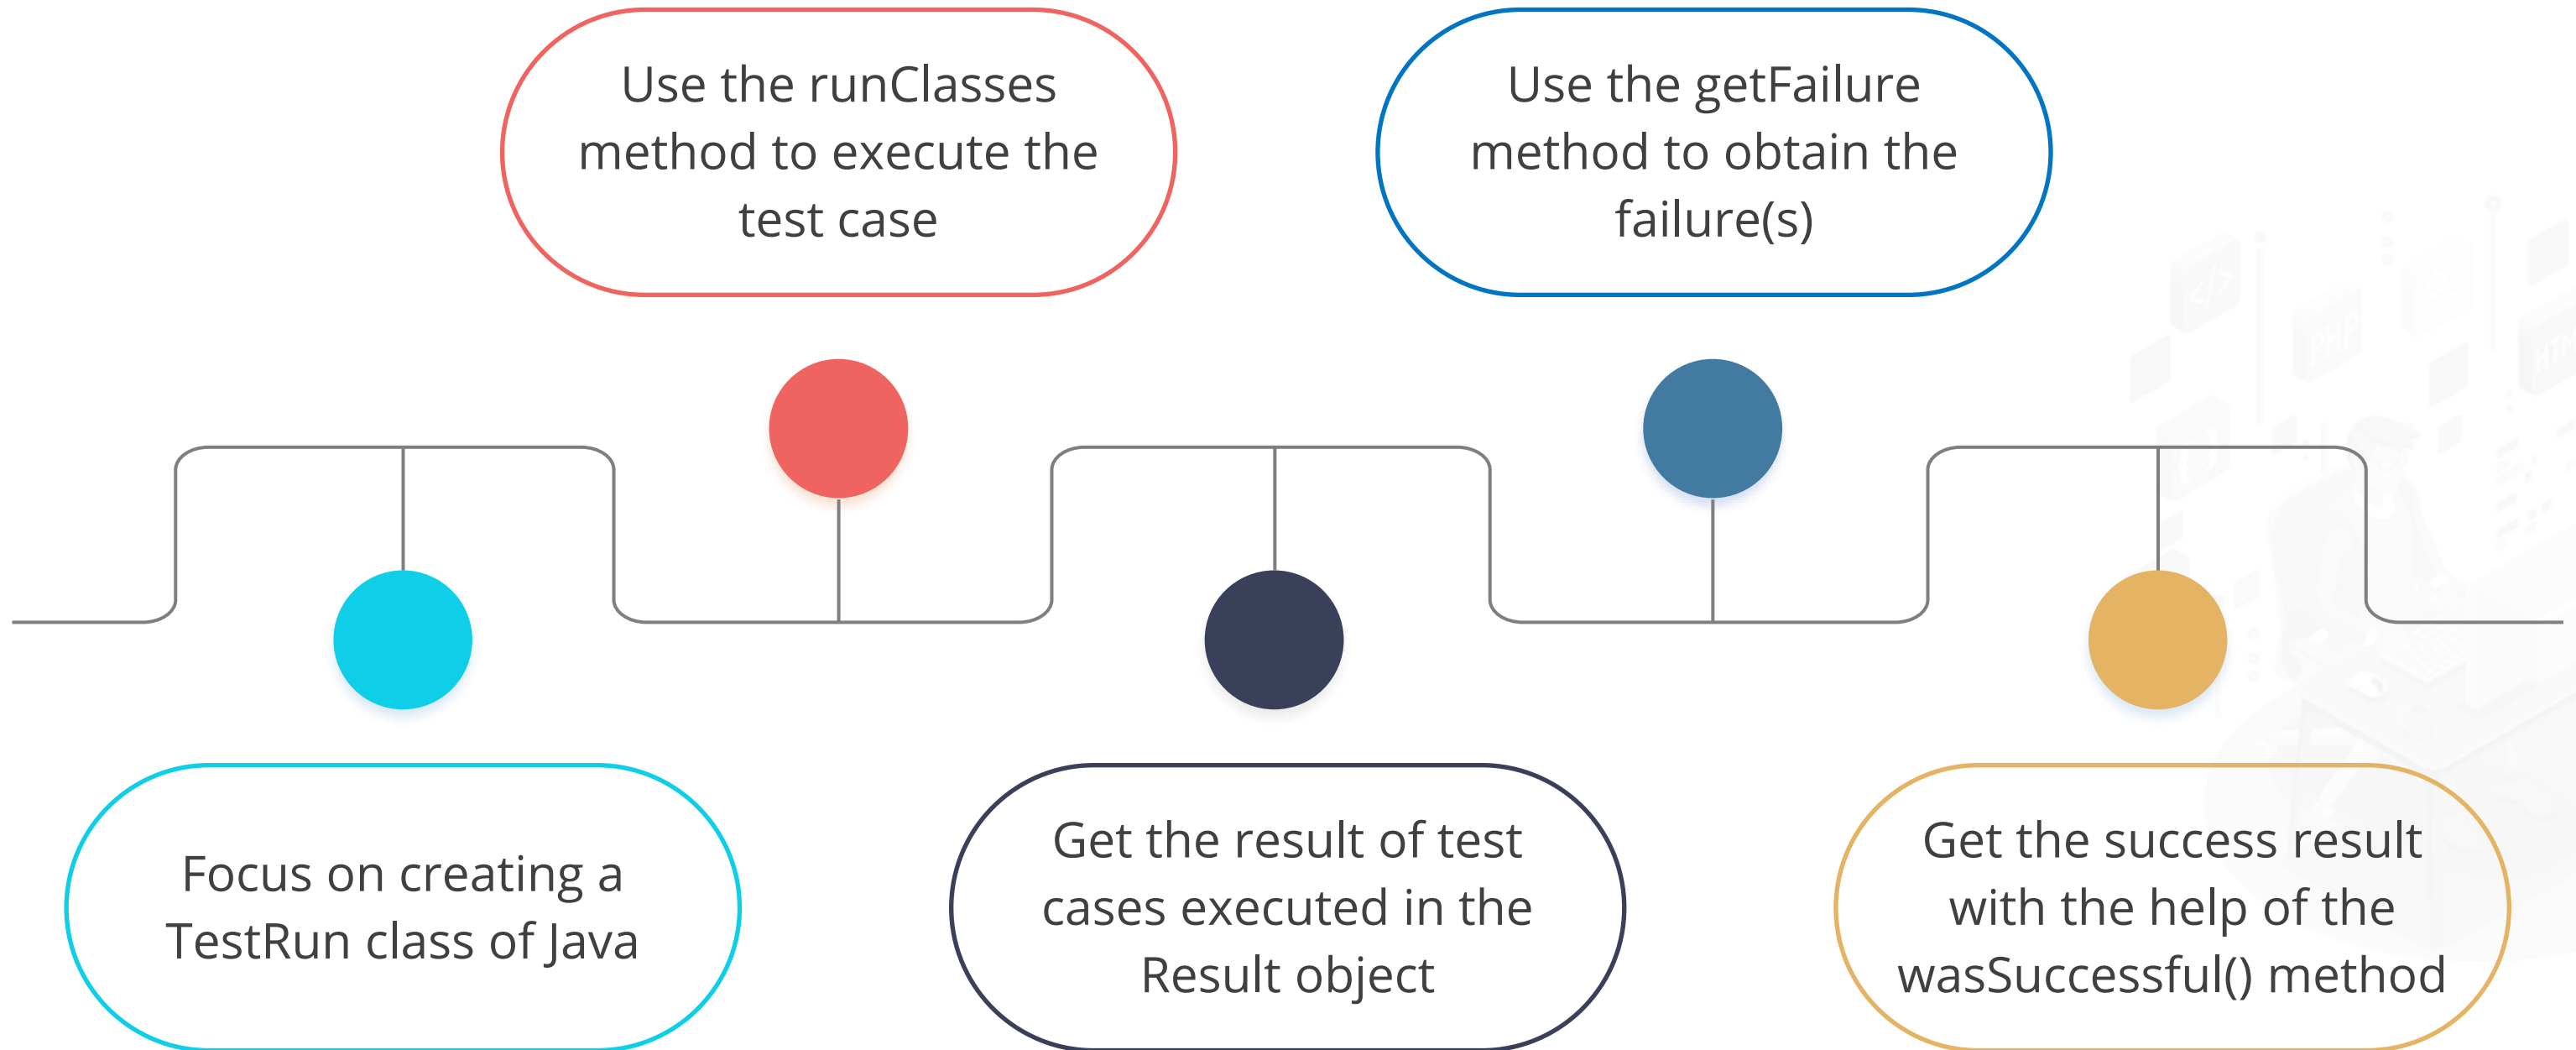 Use the runClasses
method to execute the
test case
Use the getFailure
method to obtain the
failure(s)
Focus on creating a
TestRun class of Java
Get the result of test
cases executed in the
Result object
Get the success result
with the help of the
wasSuccessful() method
</>
PHP